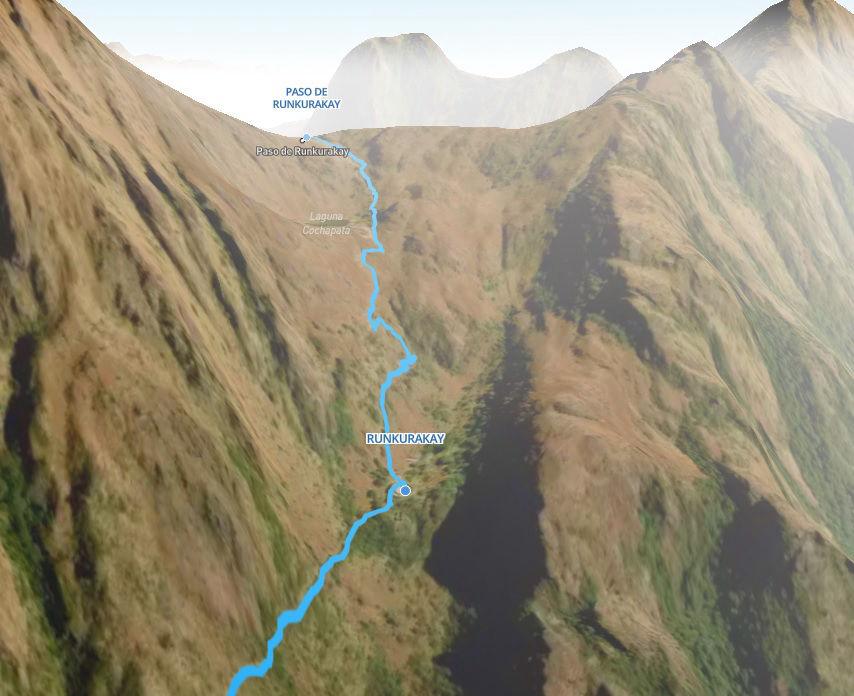 PASO DE
RUNKURAKAY
Paso de Runkurakay
Laguna
Cochapata
RUNKURAKAY